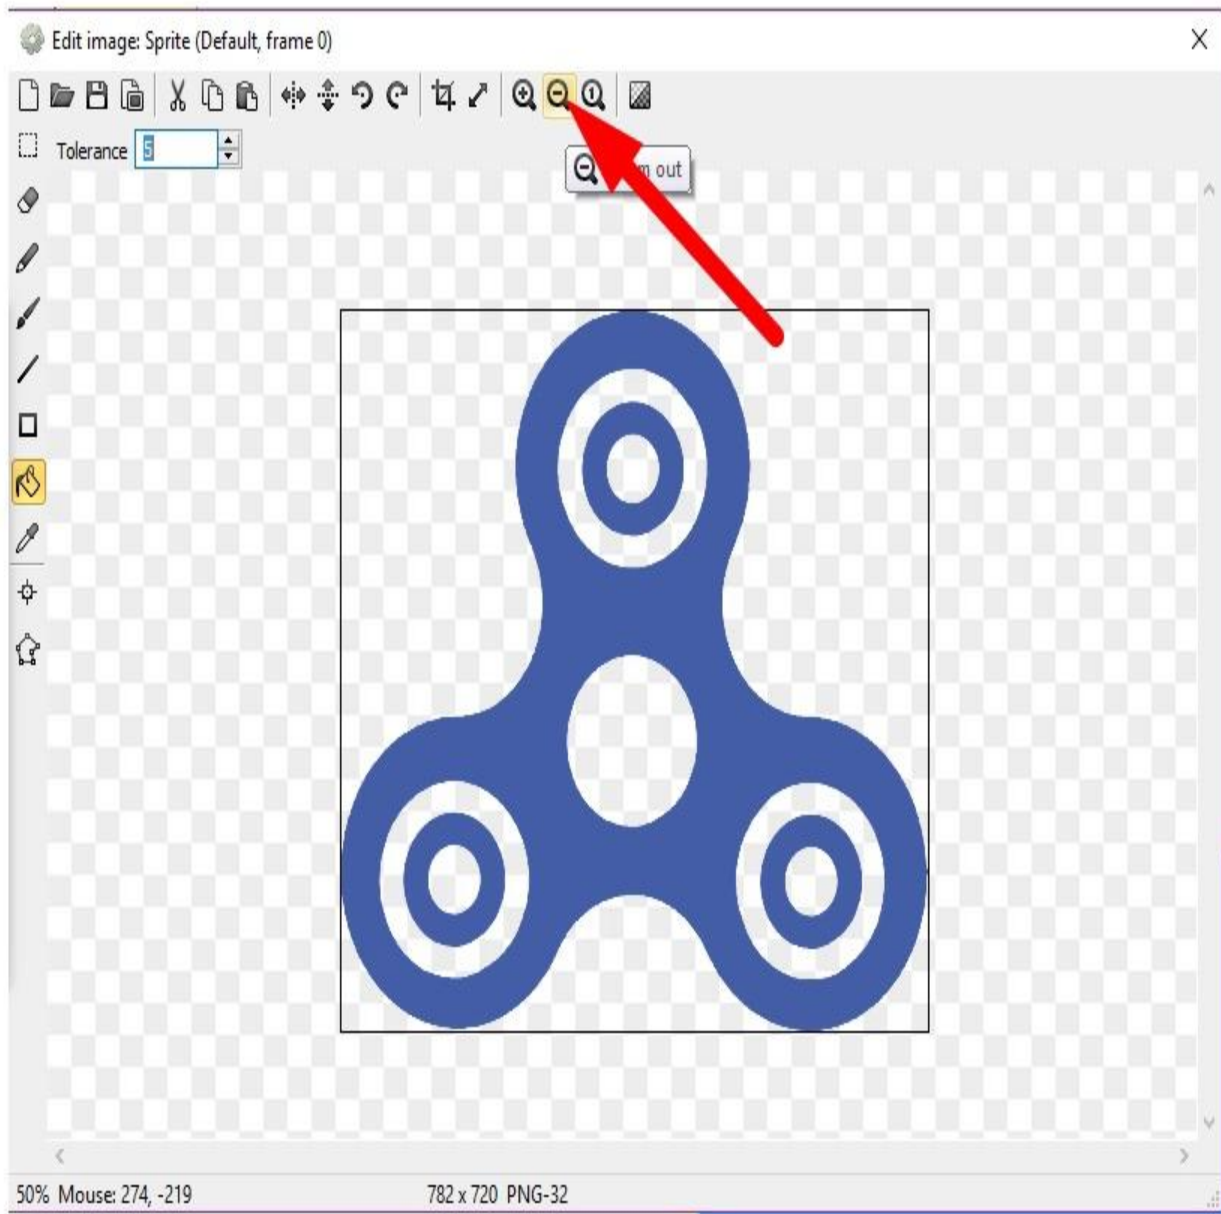 Edit image: Sprite (Default, frame 0)
Tolerance 5
out
50% Mouse: 274, -219 782 x 720 PNG-32